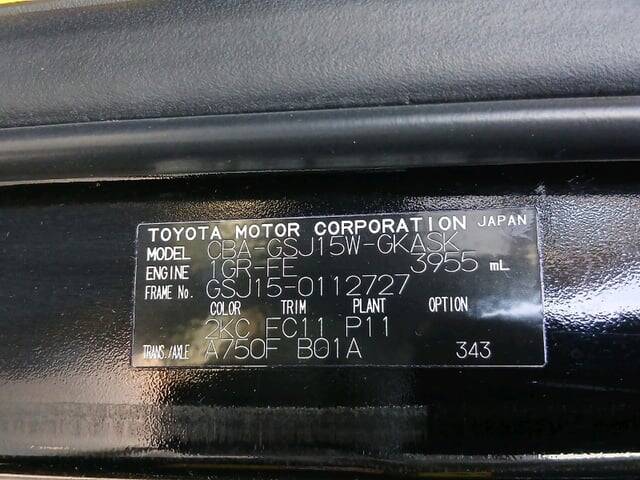 TOYOTA MOTOR CORPORATION JAPAN
MODEL CBA-GSJ15W-GKASK
ENGINE 1GR-FE 3955 mL
FRAME No. GSJ15-0112727
COLOR TRIM PLANT OPTION
2KC FC11 P11
TRANS./AXLE A750F B01A 343